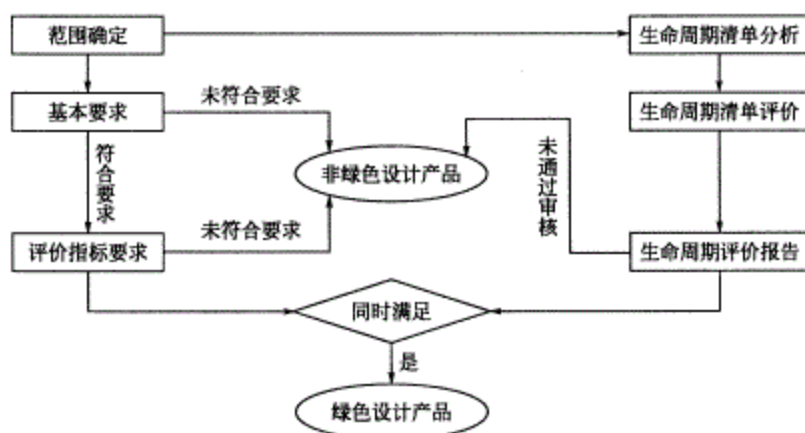 范围确定
生命周期清单分析
基本要求
未符合要求
生命周期清单评价
符合要求
非绿色设计产品
未通过审核
评价指标要求
未符合要求
生命周期评价报告
同时满足
是
绿色设计产品